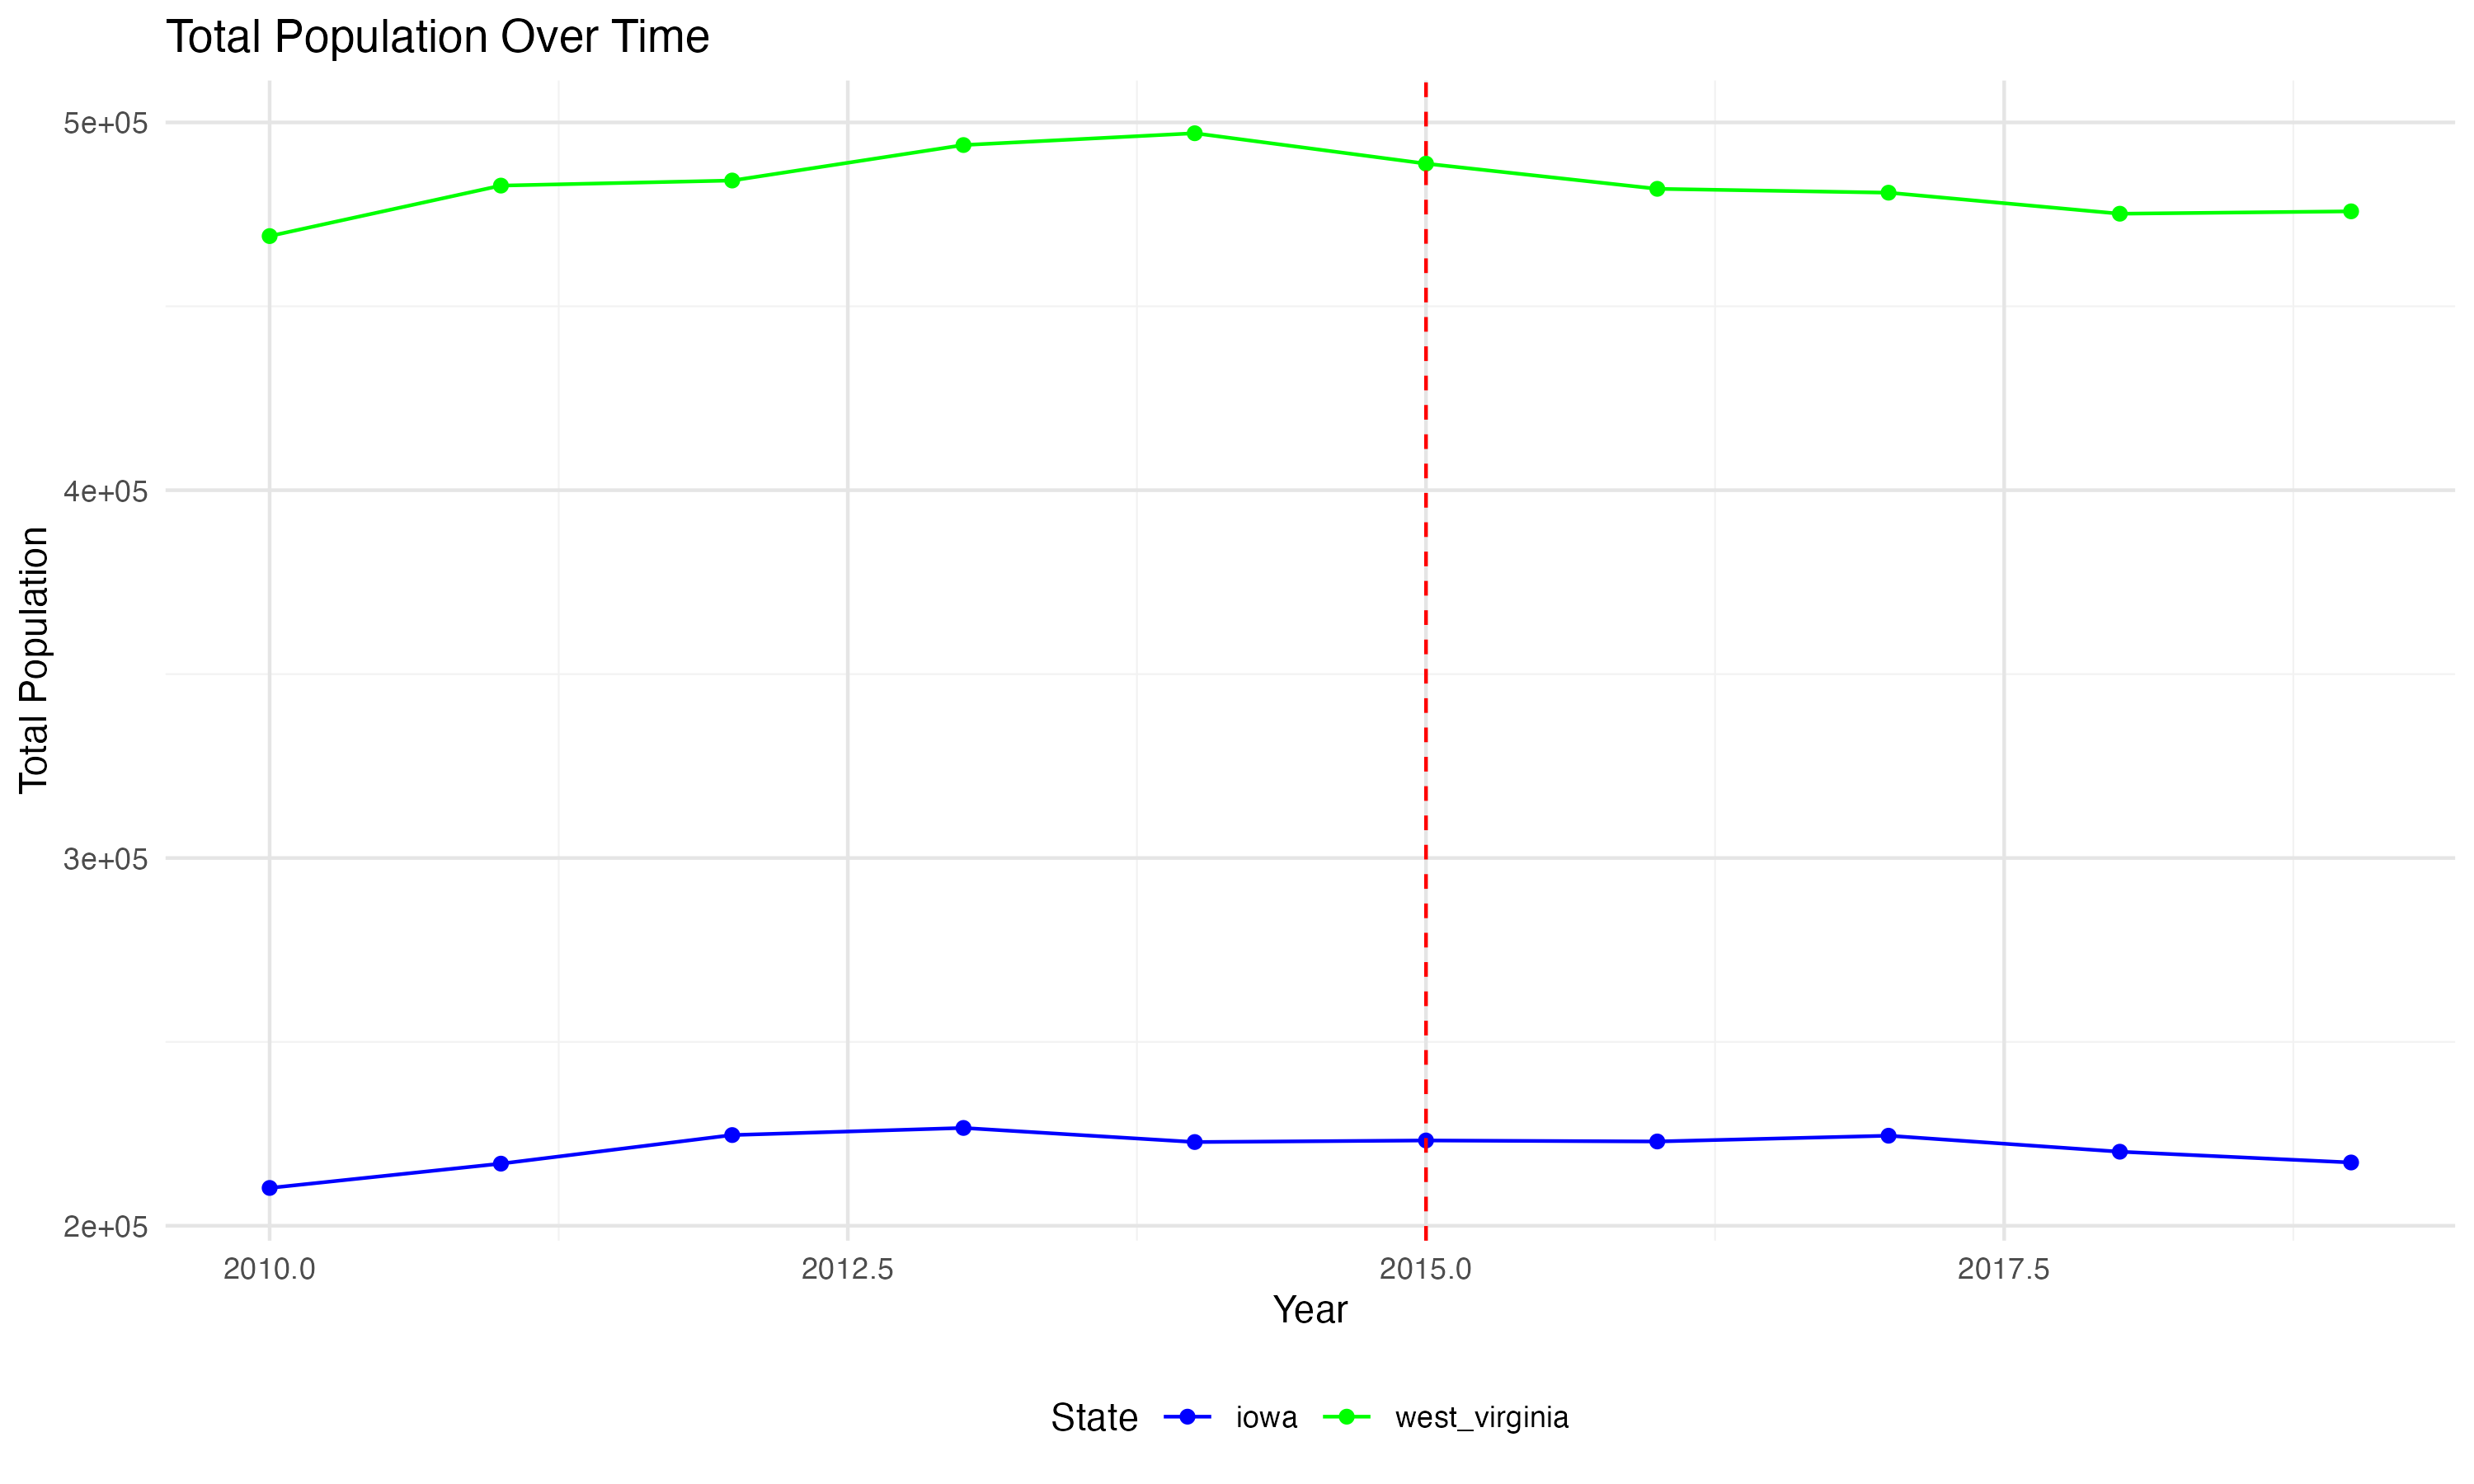 Total Population Over Time
5e+05
4e+05
3e+05
2e+05
Total Population
2010.0 2012.5 2015.0 2017.5
Year
State iowa west_virginia